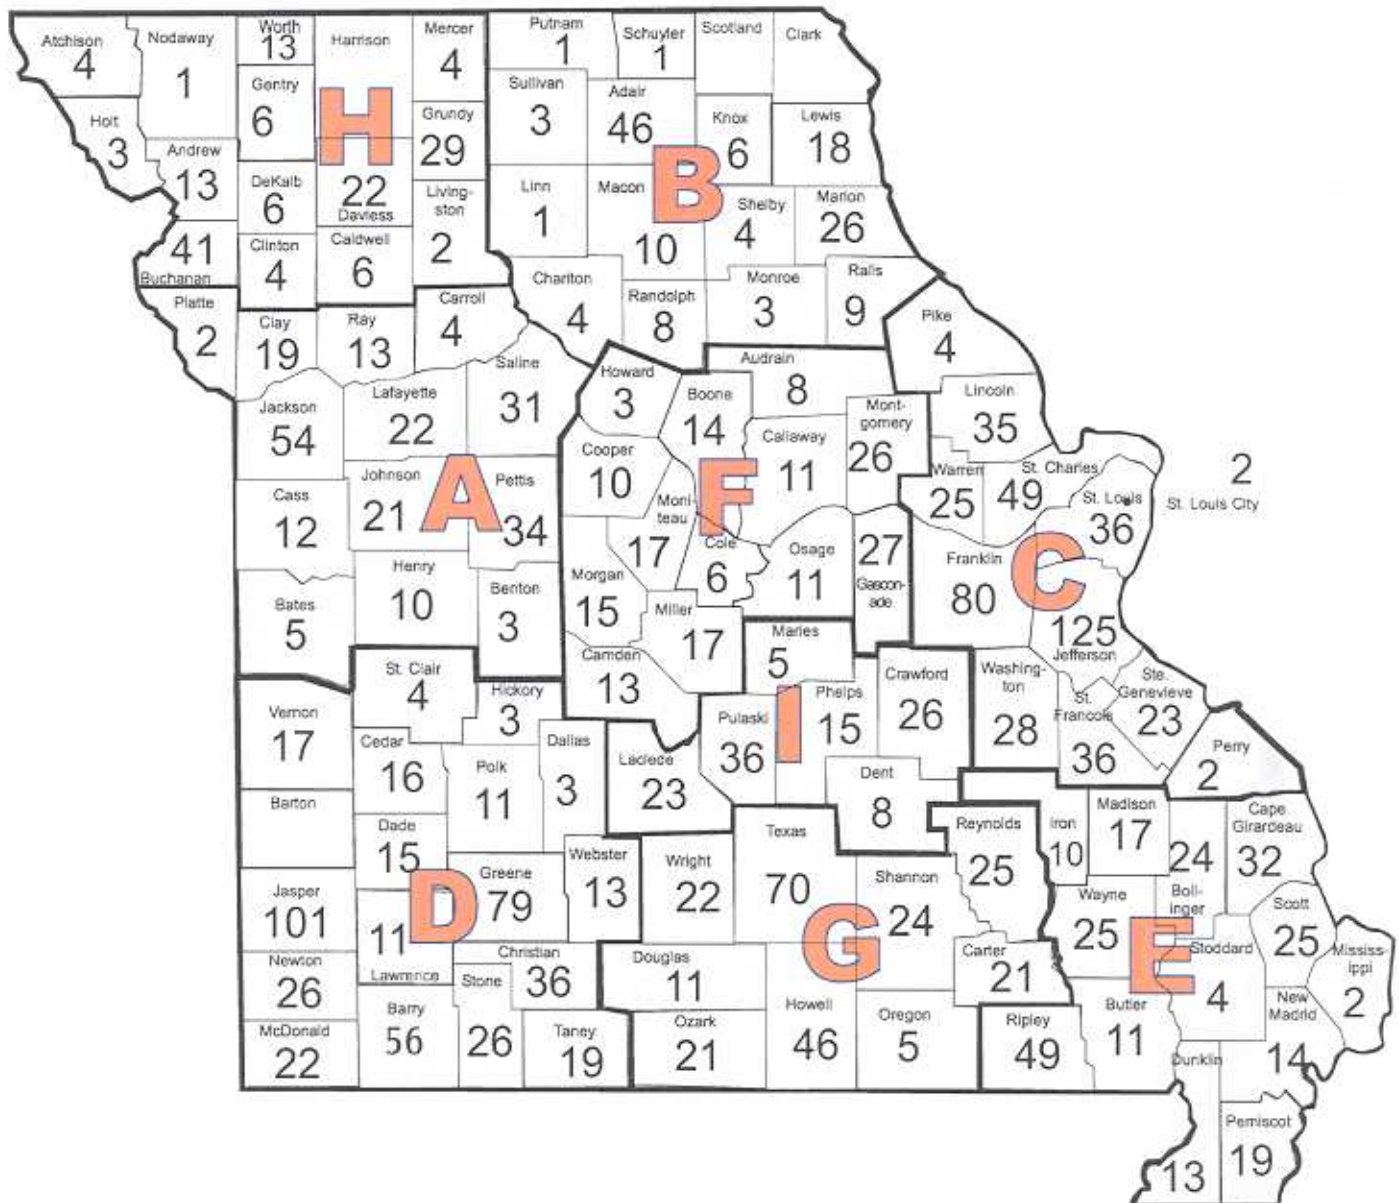 Atchison
4
Nodaway
1
Worth
13
Harrison
Mercer
4
Putnam
1
Schuyler
1
Scotland
Clark
Gentry
6
H
Grundy
29
Sullivan
3
Adair
46
Knox
6
Lewis
18
Holt
3
Andrew
13
DeKalb
6
22
Daviess
Living-
ston
2
Linn
1
Macon
10
B
Shelby
4
Marion
26
41
Buchanan
Clinton
4
Caldwell
6
Chariton
4
Randolph
8
Monroe
3
Ralls
9
Platte
2
Clay
19
Ray
13
Carroll
4
Saline
31
Howard
3
Boone
14
Audrain
8
Pike
4
Jackson
54
Lafayette
22
Cooper
10
Callaway
11
Mont-
gomery
26
Lincoln
35
Cass
12
Johnson
21
A
Pettis
34
Moni-
teau
17
F
Warren
25
St. Charles
49
St. Louis
36
2
St. Louis City
Bates
5
Henry
10
Benton
3
Morgan
15
Cole
6
Osage
11
27
Gascon-
ade
Franklin
80
C
125
Jefferson
Miller
17
Camden
13
Maries
5
St. Clair
4
Hickory
3
Vernon
17
Cedar
16
Polk
11
Dallas
3
Laclede
23
Pulaski
36
I
Phelps
15
Crawford
26
Dent
8
Washing-
ton
28
St.
Francois
36
Ste.
Genevieve
23
Perry
2
Barton
Dade
15
Greene
79
Webster
13
Wright
22
Texas
70
Shannon
24
Reynolds
25
Iron
10
Madison
17
24
Boll-
inger
Cape
Girardeau
32
Jasper
101
D
11
Lawrence
Christian
36
Douglas
11
G
Carter
21
Wayne
25
E
Stoddard
4
Scott
25
Mississ-
ippi
2
Newton
26
Barry
56
Stone
26
Taney
19
Ozark
21
Howell
46
Oregon
5
Ripley
49
Butler
11
New
Madrid
14
McDonald
22
Dunklin
13
Pemiscot
19